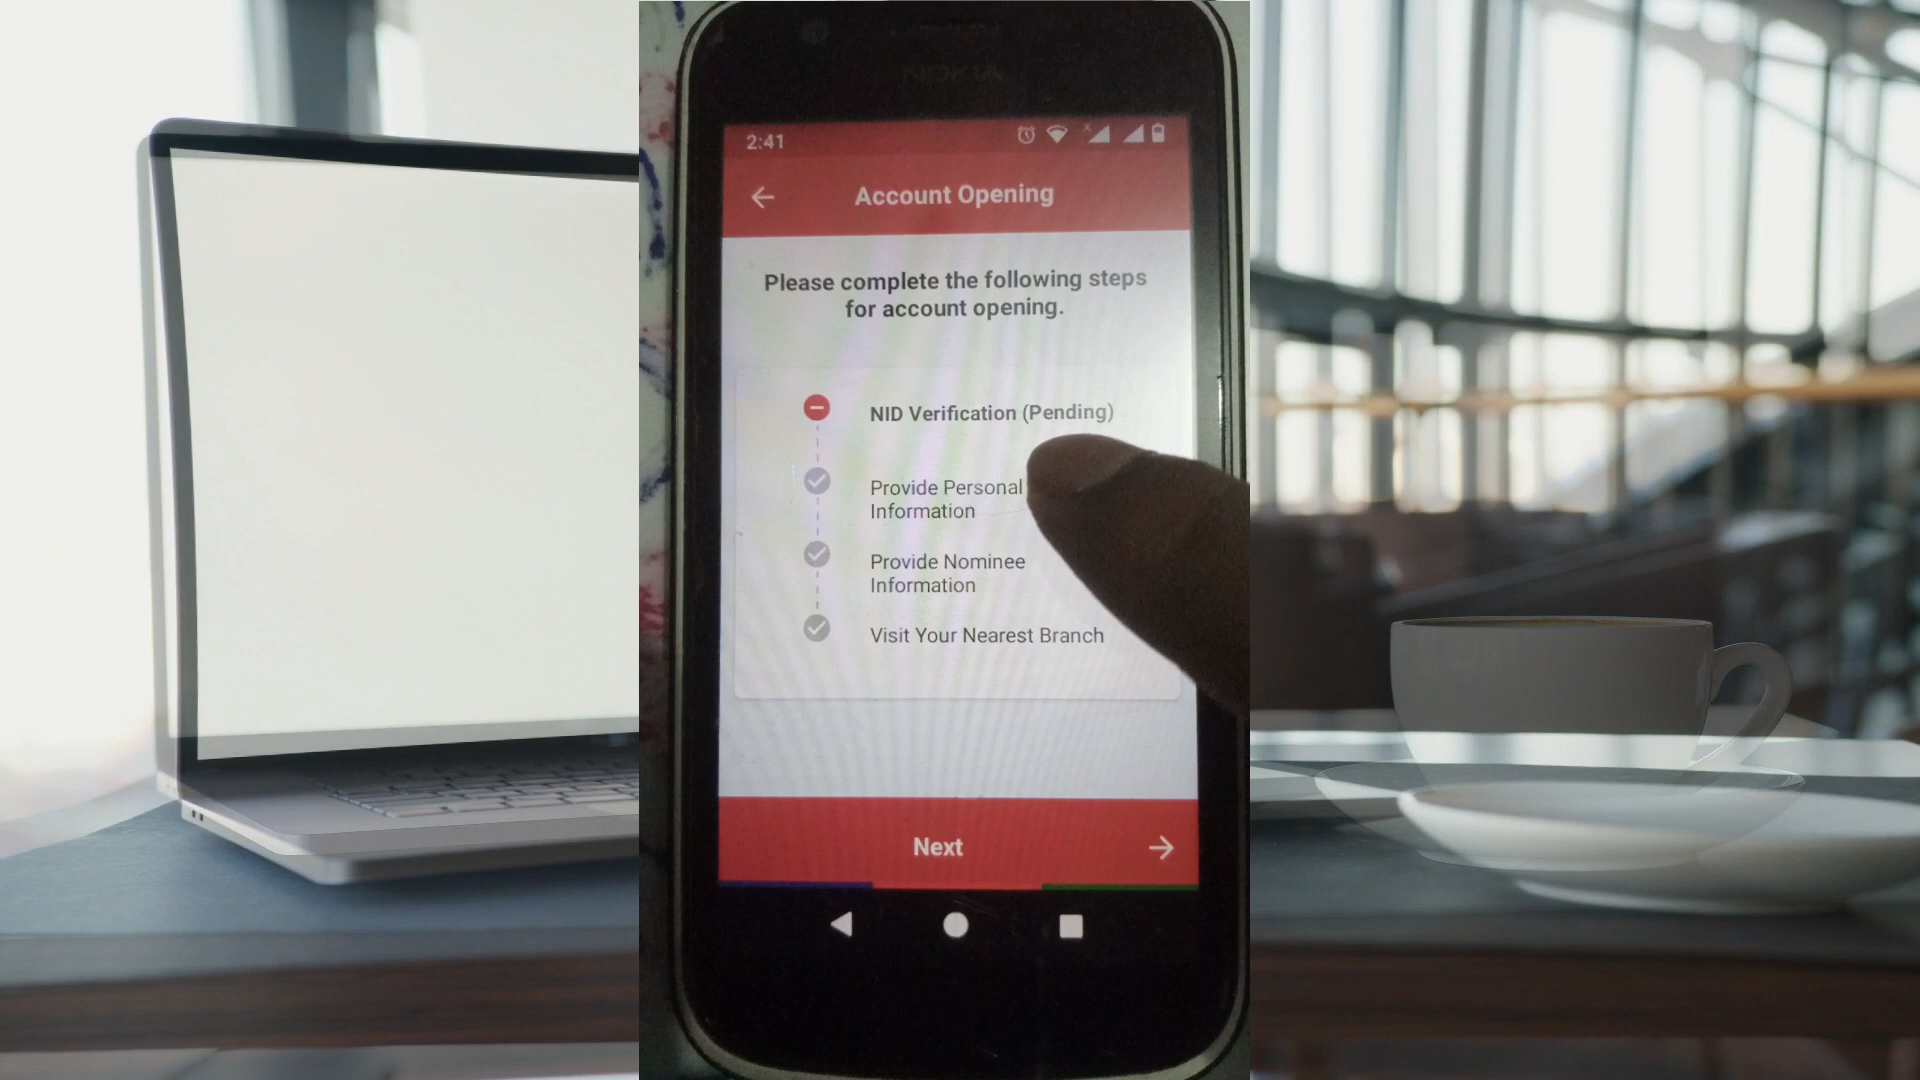 NOKIA
2:41
Account Opening
Please complete the following steps
for account opening.
NID Verification (Pending)
Provide Personal
Information
Provide Nominee
Information
Visit Your Nearest Branch
Next